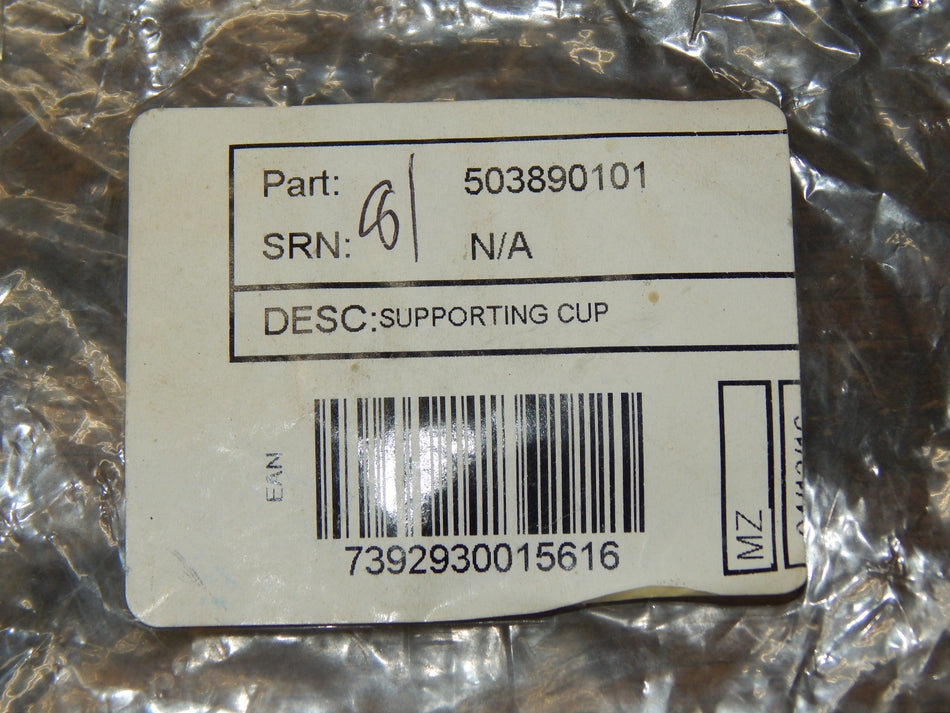 Part: 503890101
SRN: N/A
DESC:SUPPORTING CUP
EAN
7392930015616
MZ